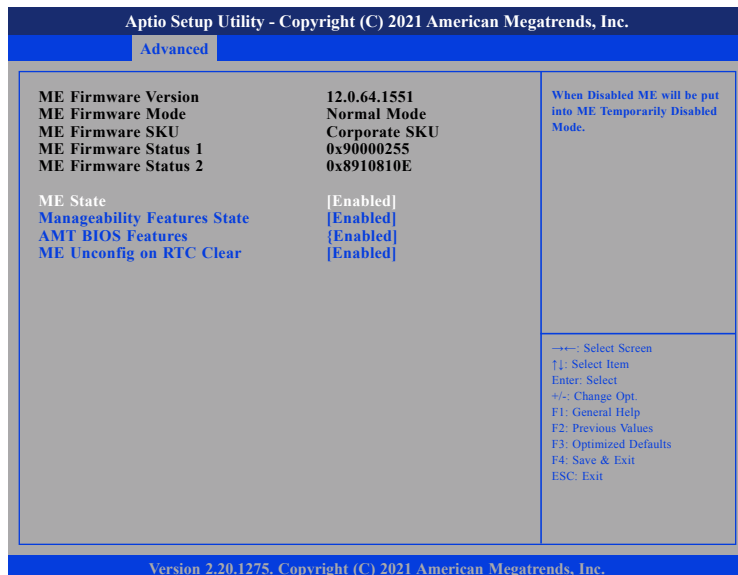 Aptio Setup Utility - Copyright (C) 2021 American Megatrends, Inc.
Advanced
ME Firmware Version 12.0.64.1551
ME Firmware Mode Normal Mode
ME Firmware SKU Corporate SKU
ME Firmware Status 1 0x90000255
ME Firmware Status 2 0x8910810E
ME State [Enabled]
Manageability Features State [Enabled]
AMT BIOS Features {Enabled]
ME Unconfig on RTC Clear [Enabled]
When Disabled ME will be put
into ME Temporarily Disabled
Mode.
→←: Select Screen
↑↓: Select Item
Enter: Select
+/-: Change Opt.
F1: General Help
F2: Previous Values
F3: Optimized Defaults
F4: Save & Exit
ESC: Exit
Version 2.20.1275. Copyright (C) 2021 American Megatrends, Inc.